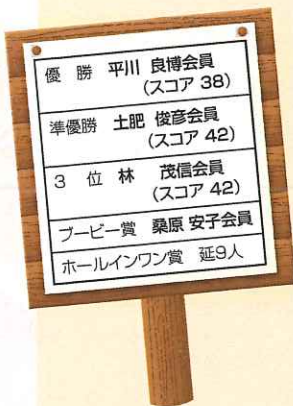 優 勝 平川 良博会員
(スコア 38)
準優勝 土肥 俊彦会員
(スコア 42)
3 位 林 茂信会員
(スコア 42)
ブービー賞 桑原 安子会員
ホールインワン賞 延9人